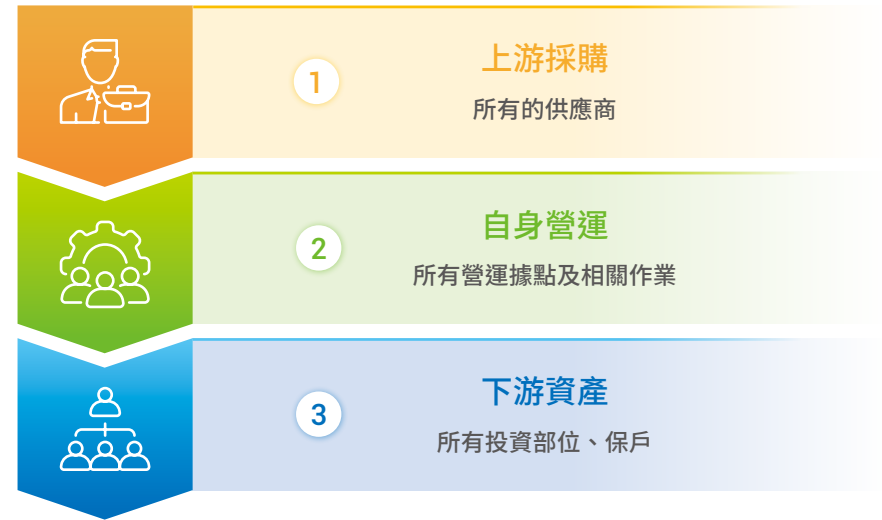 1
上游採購
所有的供應商
2
自身營運
所有營運據點及相關作業
3
下游資產
所有投資部位、保戶